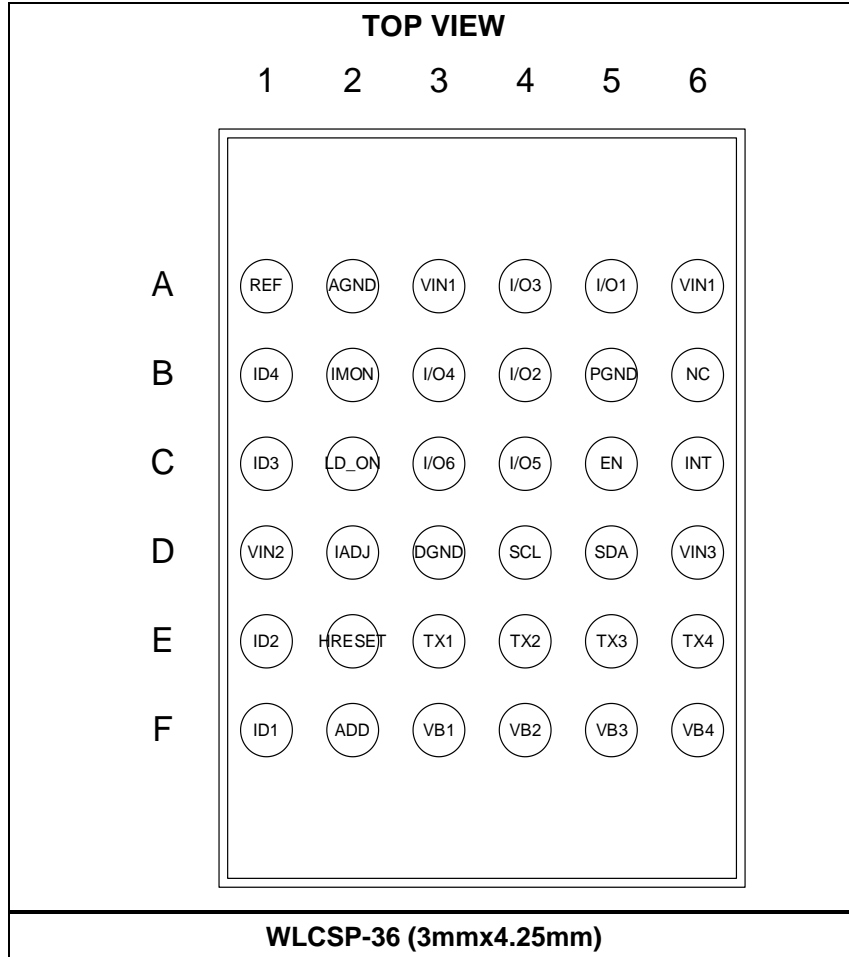 TOP VIEW
1 2 3 4 5 6
A REF AGND VIN1 I/O3 I/O1 VIN1
B ID4 IMON I/O4 I/O2 PGND NC
C ID3 LD_ON I/O6 I/O5 EN INT
D VIN2 IADJ DGND SCL SDA VIN3
E ID2 HRESET TX1 TX2 TX3 TX4
F ID1 ADD VB1 VB2 VB3 VB4
WLCSP-36 (3mmx4.25mm)